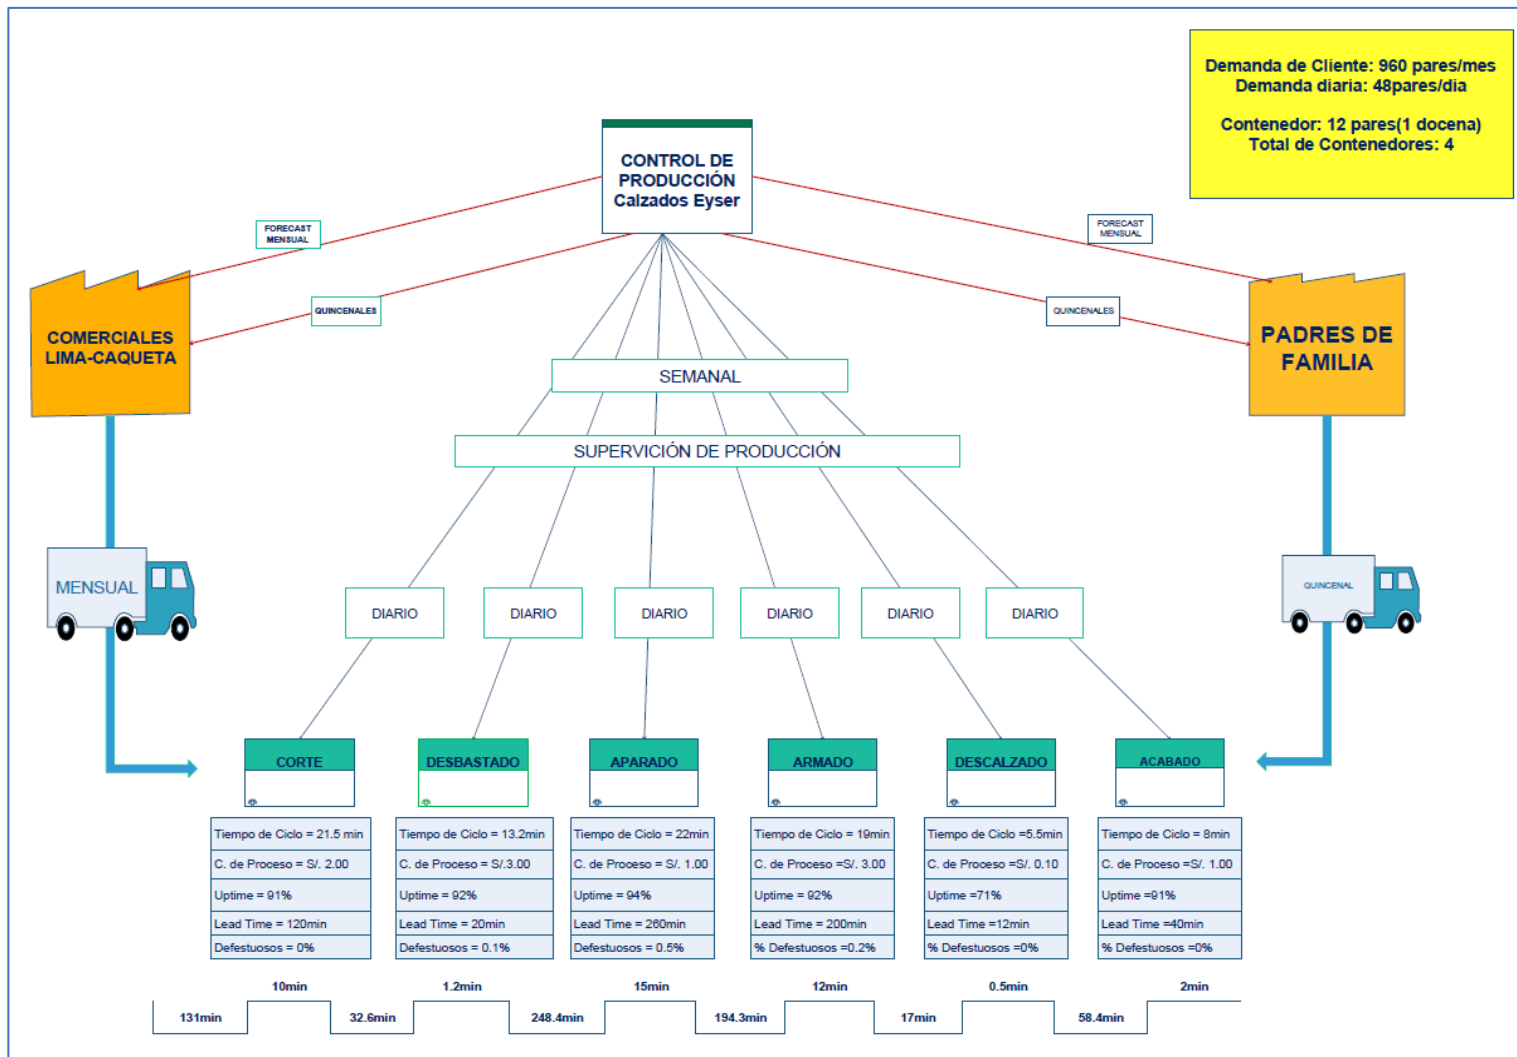 Demanda de Cliente: 960 pares/mes
Demanda diaria: 48pares/dia
Contenedor: 12 pares(1 docena)
Total de Contenedores: 4
CONTROL DE
PRODUCCIÓN
Calzados Eyser
FORECAST
MENSUAL
FORECAST
MENSUAL
QUINCENALES
QUINCENALES
COMERCIALES
LIMA-CAQUETA
PADRES DE
FAMILIA
SEMANAL
SUPERVICIÓN DE PRODUCCIÓN
MENSUAL
QUINCENAL
DIARIO
DIARIO
DIARIO
DIARIO
DIARIO
DIARIO
CORTE
DESBASTADO
APARADO
ARMADO
DESCALZADO
ACABADO
Tiempo de Ciclo = 21.5 min
C. de Proceso = S/. 2.00
Uptime = 91%
Lead Time = 120min
Defestuosos = 0%
Tiempo de Ciclo = 13.2min
C. de Proceso = S/.3.00
Uptime = 92%
Lead Time = 20min
Defestuosos = 0.1%
Tiempo de Ciclo = 22min
C. de Proceso = S/. 1.00
Uptime = 94%
Lead Time = 260min
Defestuosos = 0.5%
Tiempo de Ciclo = 19min
C. de Proceso =S/. 3.00
Uptime = 92%
Lead Time = 200min
% Defestuosos =0.2%
Tiempo de Ciclo =5.5min
C. de Proceso =S/. 0.10
Uptime =71%
Lead Time =12min
% Defestuosos =0%
Tiempo de Ciclo = 8min
C. de Proceso =S/. 1.00
Uptime =91%
Lead Time =40min
% Defestuosos =0%
10min
1.2min
15min
12min
0.5min
2min
131min
32.6min
248.4min
194.3min
17min
58.4min